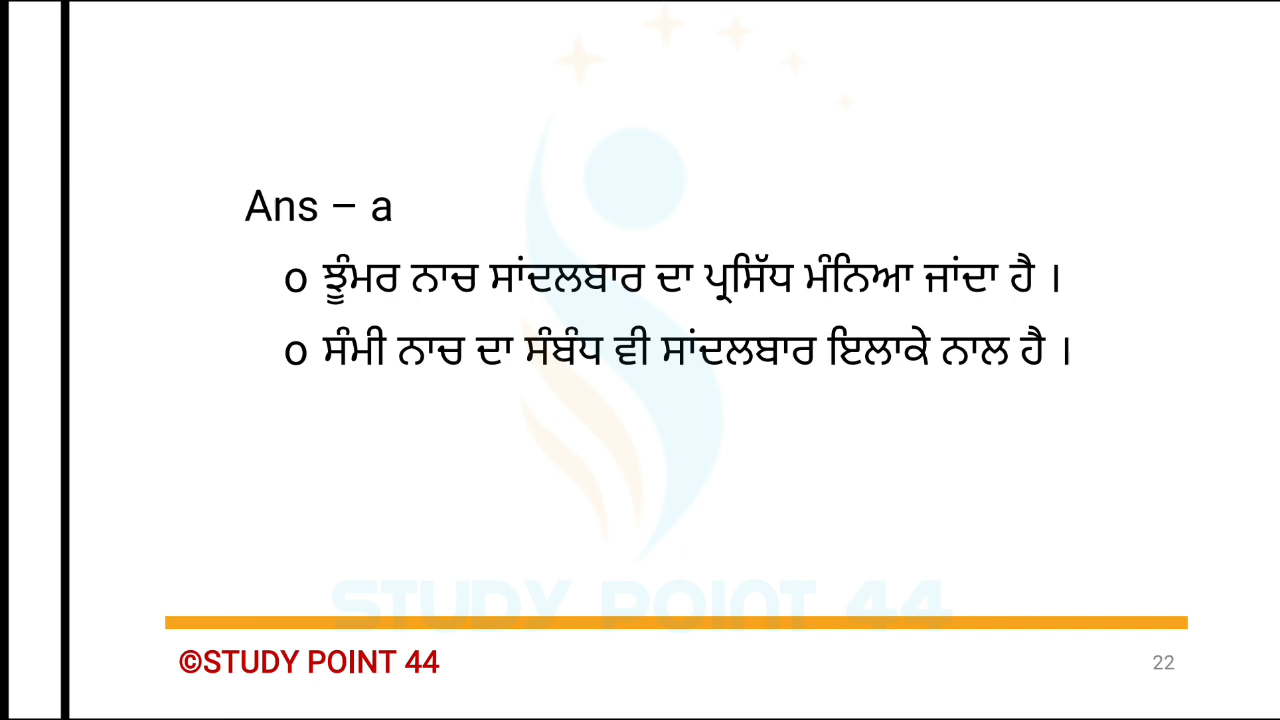 Ans – a
o ਝੂੰਮਰ ਨਾਚ ਸਾਂਦਲਬਾਰ ਦਾ ਪ੍ਰਸਿੱਧ ਮੰਨਿਆ ਜਾਂਦਾ ਹੈ ।
o ਸੰਮੀ ਨਾਚ ਦਾ ਸੰਬੰਧ ਵੀ ਸਾਂਦਲਬਾਰ ਇਲਾਕੇ ਨਾਲ ਹੈ ।
STUDY POINT 44
©STUDY POINT 44
22